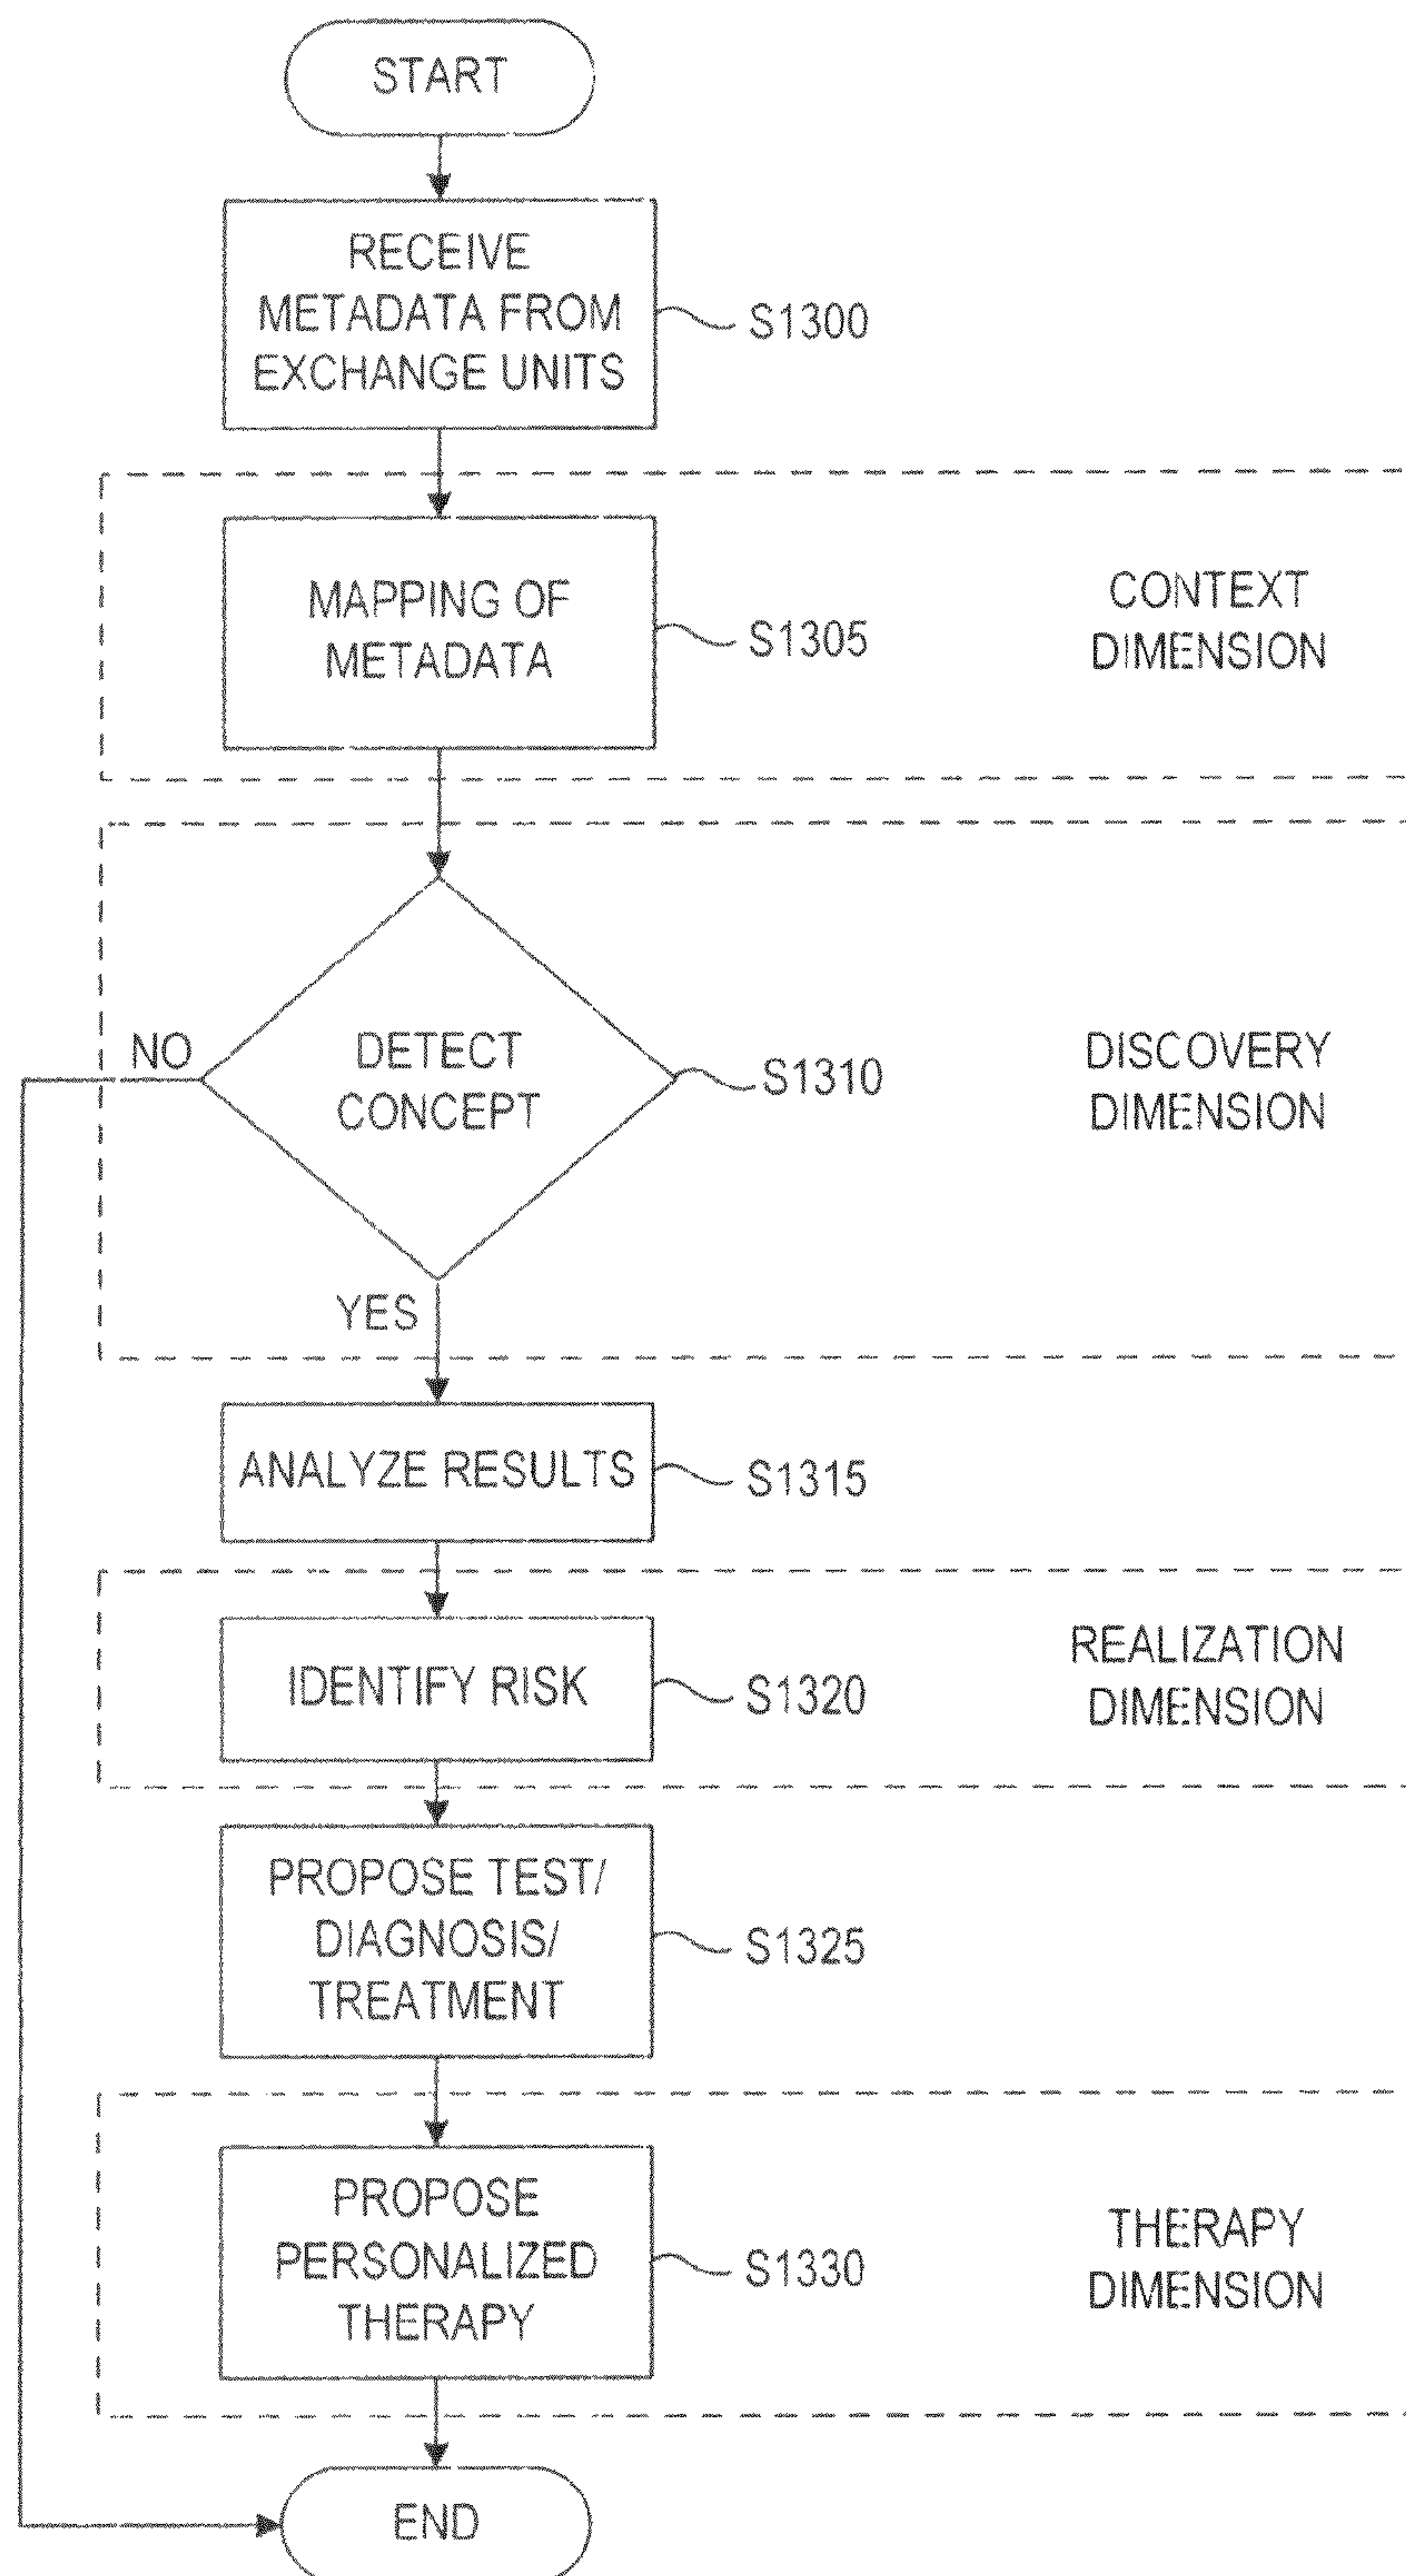 START
RECEIVE
METADATA FROM
EXCHANGE UNITS
S1300
MAPPING OF
METADATA
S1305
CONTEXT
DIMENSION
NO
DETECT
CONCEPT
S1310
DISCOVERY
DIMENSION
YES
ANALYZE RESULTS
S1315
IDENTIFY RISK
S1320
REALIZATION
DIMENSION
PROPOSE TEST/
DIAGNOSIS/
TREATMENT
S1325
PROPOSE
PERSONALIZED
THERAPY
S1330
THERAPY
DIMENSION
END